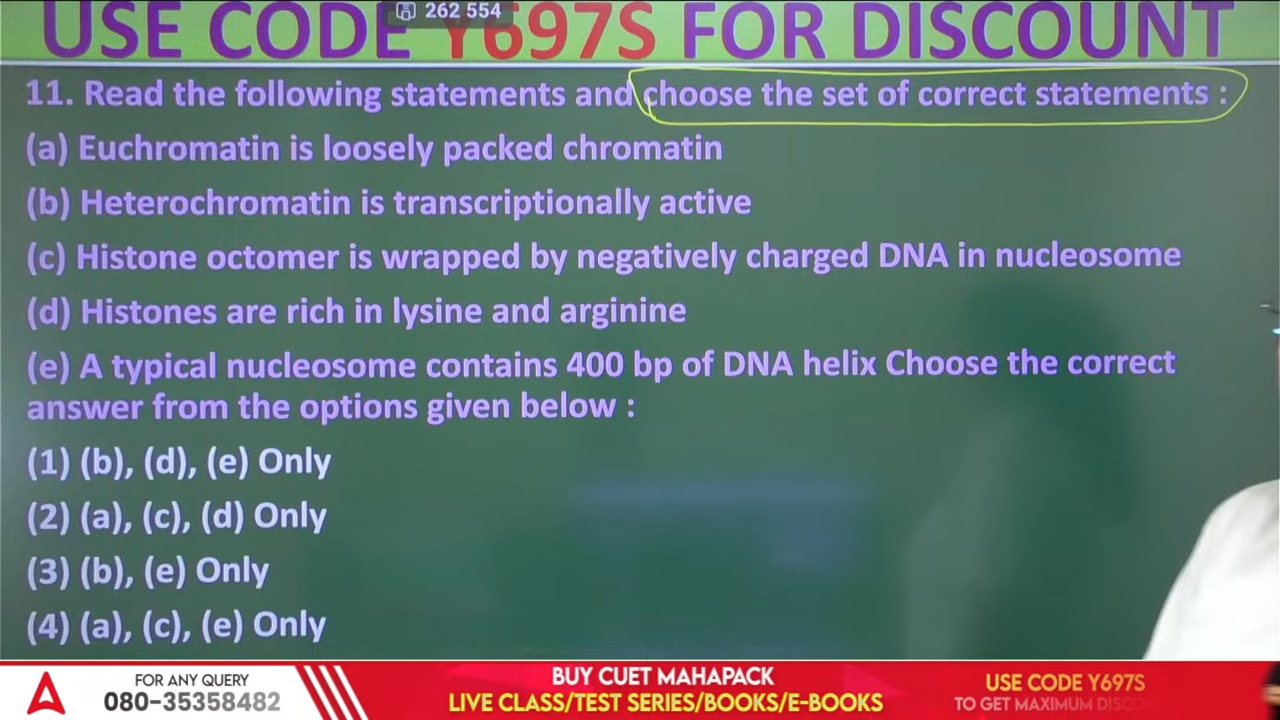 USE CODE Y697S FOR DISCOUNT
262 554
11. Read the following statements and choose the set of correct statements :
(a) Euchromatin is loosely packed chromatin
(b) Heterochromatin is transcriptionally active
(c) Histone octomer is wrapped by negatively charged DNA in nucleosome
(d) Histones are rich in lysine and arginine
(e) A typical nucleosome contains 400 bp of DNA helix Choose the correct
answer from the options given below :
(1) (b), (d), (e) Only
(2) (a), (c), (d) Only
(3) (b), (e) Only
(4) (a), (c), (e) Only
FOR ANY QUERY
080-35358482
BUY CUET MAHAPACK
LIVE CLASS/TEST SERIES/BOOKS/E-BOOKS
USE CODE Y697S
TO GET MAXIMUM